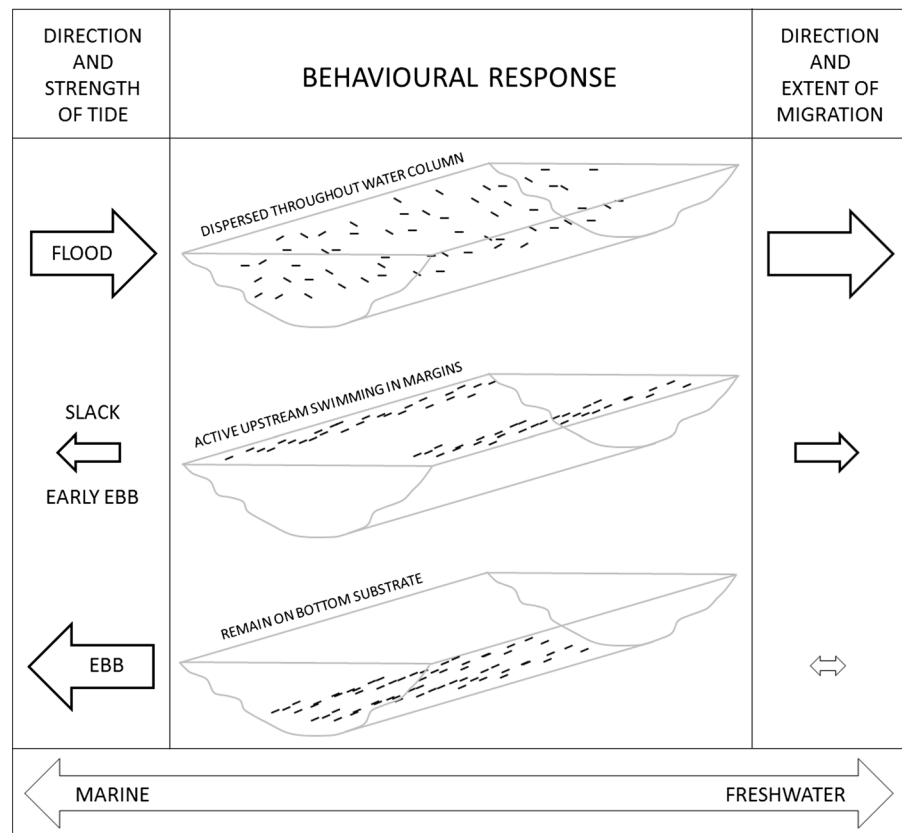 DIRECTION
AND
STRENGTH
OF TIDE
BEHAVIOURAL RESPONSE
DIRECTION
AND
EXTENT OF
MIGRATION
DISPERSED THROUGHOUT WATER COLUMN
FLOOD
ACTIVE UPSTREAM SWIMMING IN MARGINS
SLACK
EARLY EBB
REMAIN ON BOTTOM SUBSTRATE
EBB
MARINE
FRESHWATER